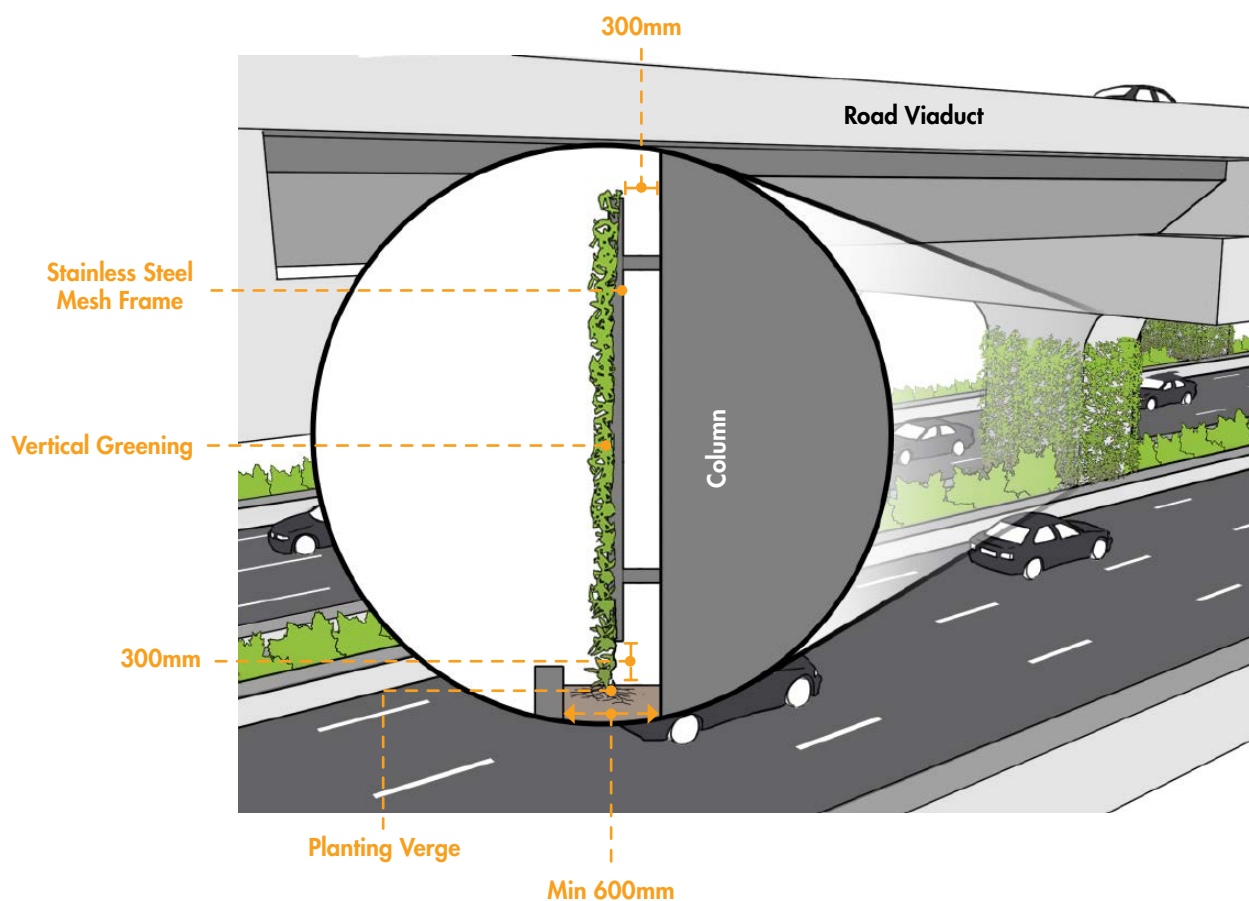 300mm
Road Viaduct
Stainless Steel
Mesh Frame
Vertical Greening
Column
300mm
Planting Verge
Min 600mm